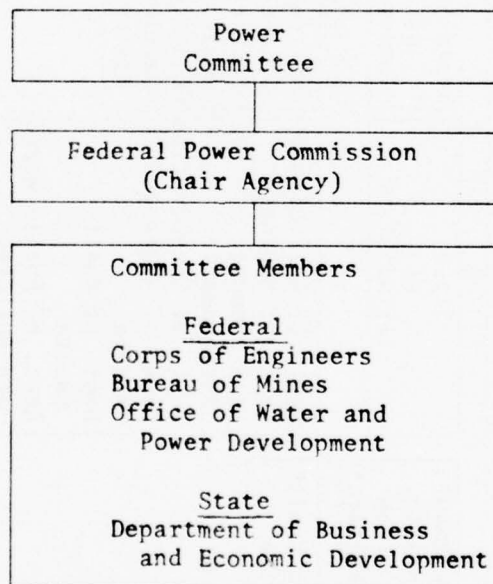 Power
Committee
Federal Power Commission
(Chair Agency)
Committee Members
Federal
Corps of Engineers
Bureau of Mines
Office of Water and
Power Development
State
Department of Business
and Economic Development